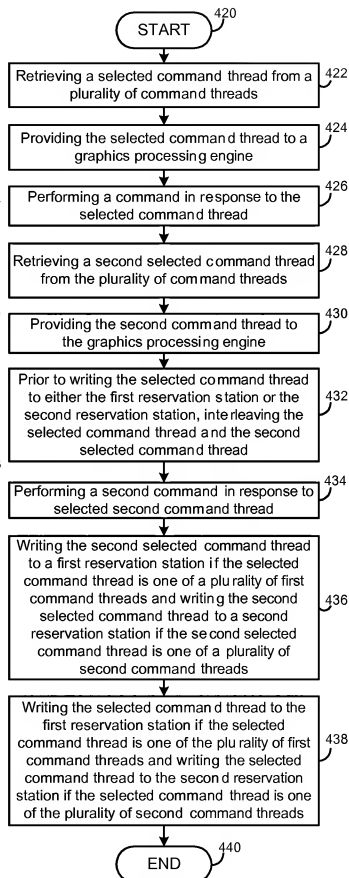 START
420
Retrieving a selected command thread from a
plurality of command threads
422
Providing the selected command thread to a
graphics processing engine
424
Performing a command in response to the
selected command thread
426
Retrieving a second selected command thread
from the plurality of command threads
428
Providing the second command thread to
the graphics processing engine
430
Prior to writing the selected command thread
to either the first reservation station or the
second reservation station, interleaving the
selected command thread and the second
selected command thread
432
Performing a second command in response to
selected second command thread
434
Writing the second selected command thread
to a first reservation station if the selected
command thread is one of a plurality of first
command threads and writing the second
selected command thread to a second
reservation station if the second selected
command thread is one of a plurality of
second command threads
436
Writing the selected command thread to the
first reservation station if the selected
command thread is one of the plurality of first
command threads and writing the selected
command thread to the second reservation
station if the selected command thread is one
of the plurality of second command threads
438
END
440